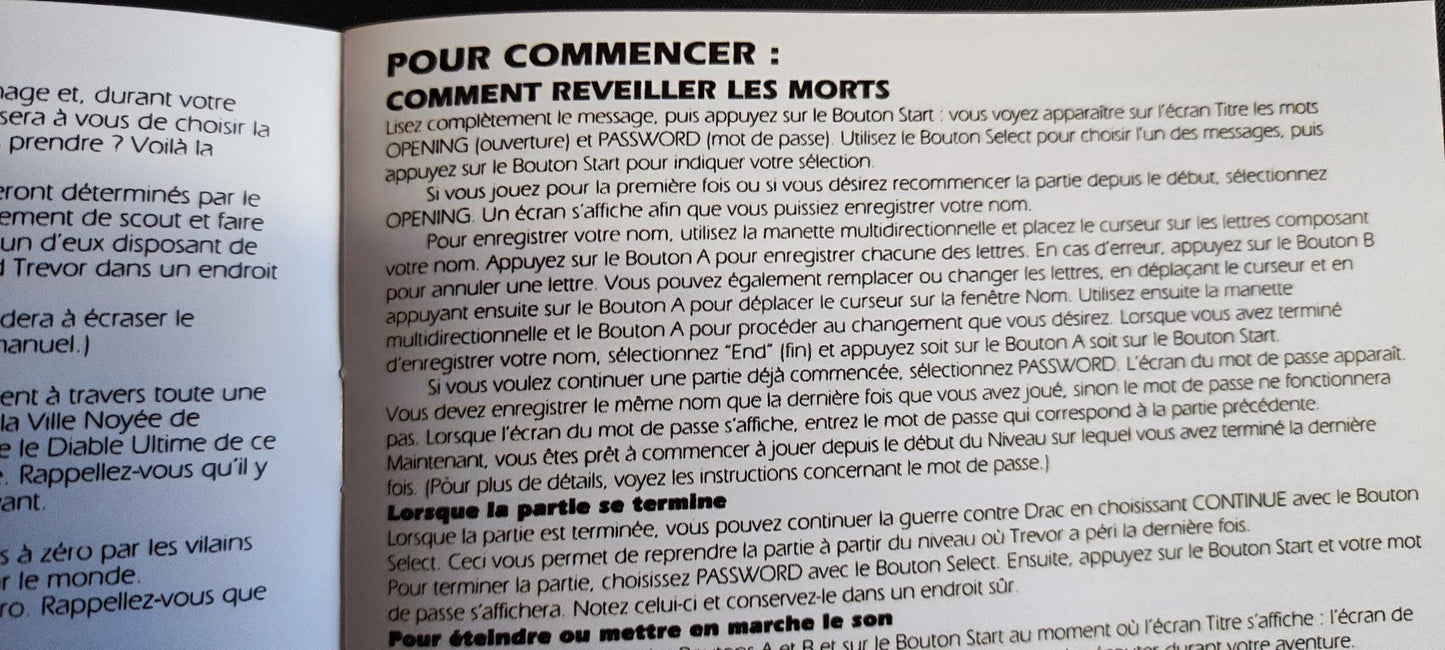 age et, durant votre
sera à vous de choisir la
prendre ? Voilà la
ront déterminés par le
ement de scout et faire
un d'eux disposant de
Trevor dans un endroit
dera à écraser le
anuel.)
ent à travers toute une
la Ville Noyée de
e le Diable Ultime de ce
. Rappellez-vous qu'il y
ant.
s à zéro par les vilains
r le monde.
ro. Rappellez-vous que
POUR COMMENCER :
COMMENT REVEILLER LES MORTS
Lisez complètement le message, puis appuyez sur le Bouton Start : vous voyez apparaître sur l'écran Titre les mots
OPENING (ouverture) et PASSWORD (mot de passe). Utilisez le Bouton Select pour choisir l'un des messages, puis
appuyez sur le Bouton Start pour indiquer votre sélection.
Si vous jouez pour la première fois ou si vous désirez recommencer la partie depuis le début, sélectionnez
OPENING. Un écran s'affiche afin que vous puissiez enregistrer votre nom.
Pour enregistrer votre nom, utilisez la manette multidirectionnelle et placez le curseur sur les lettres composant
votre nom. Appuyez sur le Bouton A pour enregistrer chacune des lettres. En cas d'erreur, appuyez sur le Bouton B
pour annuler une lettre. Vous pouvez également remplacer ou changer les lettres, en déplaçant le curseur et en
appuyant ensuite sur le Bouton A pour déplacer le curseur sur la fenêtre Nom. Utilisez ensuite la manette
multidirectionnelle et le Bouton A pour procéder au changement que vous désirez. Lorsque vous avez terminé
d'enregistrer votre nom, sélectionnez "End" (fin) et appuyez soit sur le Bouton A soit sur le Bouton Start.
Si vous voulez continuer une partie déjà commencée, sélectionnez PASSWORD. L'écran du mot de passe apparaît.
Vous devez enregistrer le même nom que la dernière fois que vous avez joué, sinon le mot de passe ne fonctionnera
pas. Lorsque l'écran du mot de passe s'affiche, entrez le mot de passe qui correspond à la partie précédente.
Maintenant, vous êtes prêt à commencer à jouer depuis le début du Niveau sur lequel vous avez terminé la dernière
fois. (Pour plus de détails, voyez les instructions concernant le mot de passe.)
Lorsque la partie se termine
Lorsque la partie est terminée, vous pouvez continuer la guerre contre Drac en choisissant CONTINUE avec le Bouton
Select. Ceci vous permet de reprendre la partie à partir du niveau où Trevor a péri la dernière fois.
Pour terminer la partie, choisissez PASSWORD avec le Bouton Select. Ensuite, appuyez sur le Bouton Start et votre mot
de passe s'affichera. Notez celui-ci et conservez-le dans un endroit sûr.
Pour éteindre ou mettre en marche le son
A et B et sur le Bouton Start au moment où l'écran Titre s'affiche : l'écran de
durant votre aventure.